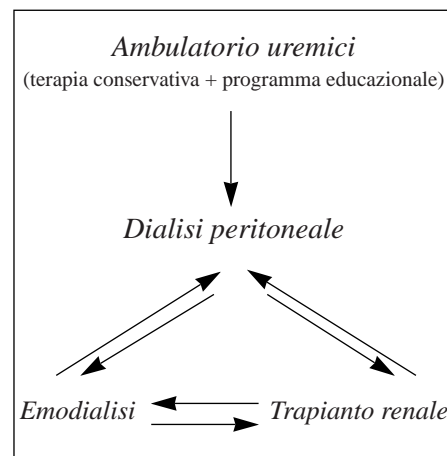 Ambulatorio uremici
(terapia conservativa + programma educazionale)
Dialisi peritoneale
Emodialisi
Trapianto renale